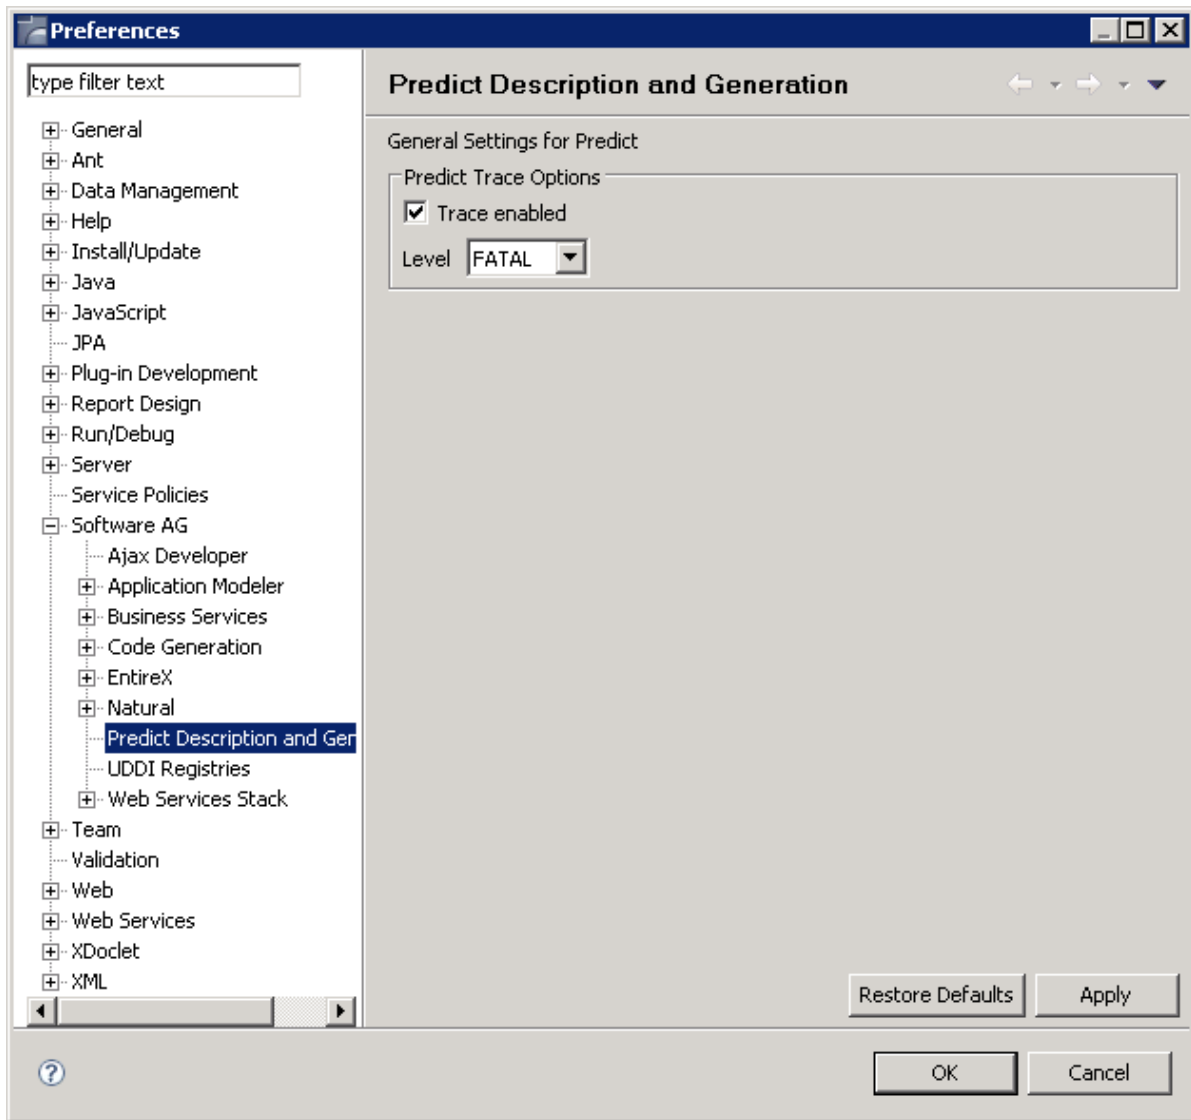 Preferences
type filter text
General
Ant
Data Management
Help
Install/Update
Java
JavaScript
JPA
Plug-in Development
Report Design
Run/Debug
Server
Service Policies
Software AG
Ajax Developer
Application Modeler
Business Services
Code Generation
EntireX
Natural
Predict Description and Ger
UDDI Registries
Web Services Stack
Team
Validation
Web
Web Services
XDoclet
XML
Predict Description and Generation
General Settings for Predict
Predict Trace Options
Trace enabled
Level FATAL
Restore Defaults Apply
OK Cancel